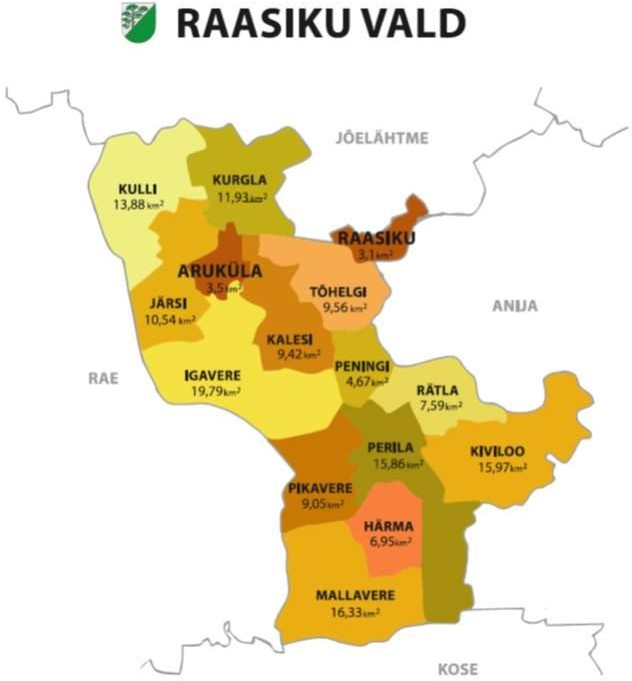 RAASIKU VALD
JÕELÄHTME
KULLI
13,88 km²
KURGLA
11,93 km²
RAASIKU
3,1 km²
ARUKÜLA
3,5 km²
JÄRSI
10,54 km²
TÕHELGI
9,56 km²
ANIJA
KALESI
9,42 km²
IGAVERE
19,79 km²
PENINGI
4,67 km²
RAE
RÄTLA
7,59 km²
PERILA
15,86 km²
KIVILOO
15,97 km²
PIKAVERE
9,05 km²
HÄRMA
6,95 km²
MALLAVERE
16,33 km²
KOSE